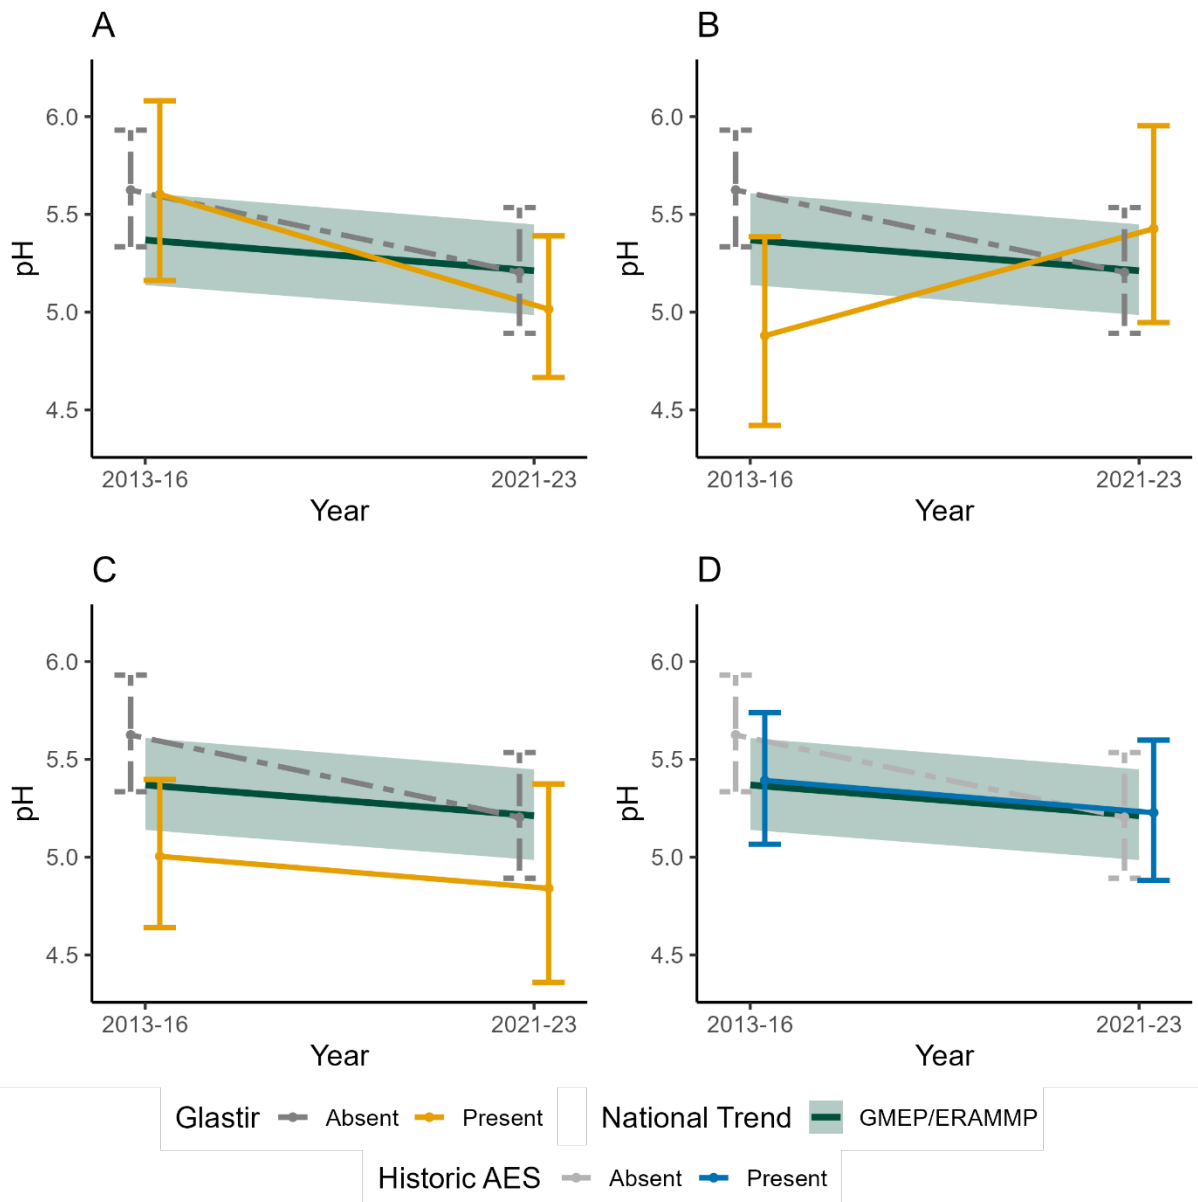 A
6.0
5.5
5.0
4.5
pH
2013-16
2021-23
Year
B
6.0
5.5
5.0
4.5
pH
2013-16
2021-23
Year
C
6.0
5.5
5.0
4.5
pH
2013-16
2021-23
Year
D
6.0
5.5
5.0
4.5
pH
2013-16
2021-23
Year
Glastir Absent Present National Trend GMEP/ERAMMP
Historic AES Absent Present